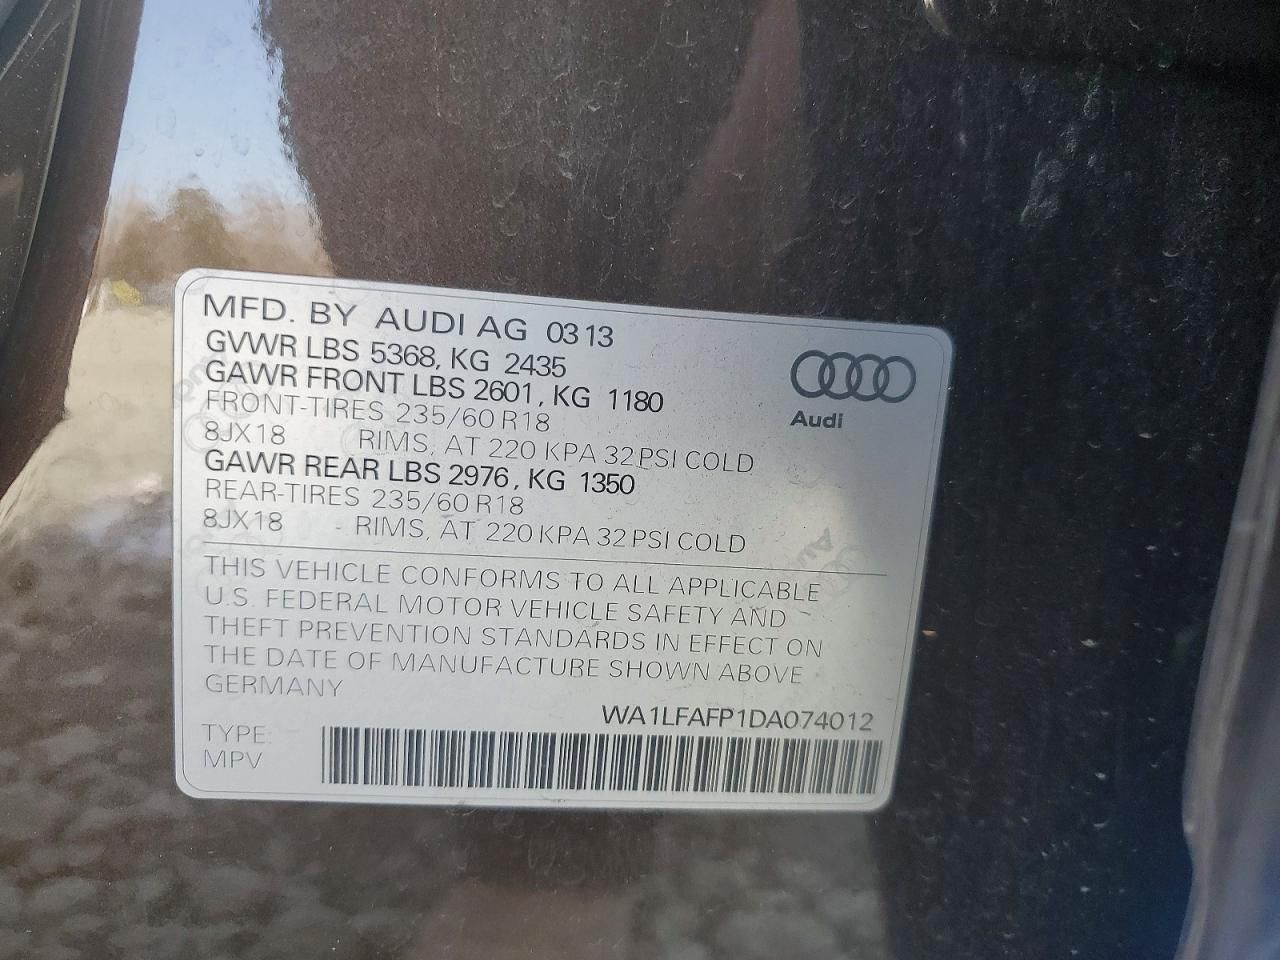 MFD. BY AUDI AG 0313
GVWR LBS 5368, KG 2435
GAWR FRONT LBS 2601, KG 1180
FRONT-TIRES 235/60 R18
8JX18 RIMS, AT 220 KPA 32 PSI COLD
GAWR REAR LBS 2976, KG 1350
REAR-TIRES 235/60 R18
8JX18 RIMS, AT 220 KPA 32 PSI COLD
Audi
THIS VEHICLE CONFORMS TO ALL APPLICABLE
U.S. FEDERAL MOTOR VEHICLE SAFETY AND
THEFT PREVENTION STANDARDS IN EFFECT ON
THE DATE OF MANUFACTURE SHOWN ABOVE
GERMANY
WA1LFAFP1DA074012
TYPE:
MPV